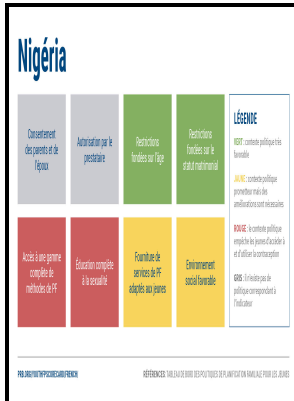 Nigéria
Consentement
des parents et de
l'époux
Autorisation par le
prestataire
Restrictions
fondées sur l'âge
Restrictions
fondées sur le
statut matrimonial
Accès à une gamme
complète de
méthodes de PF
Éducation complète
à la sexualité
Fourniture de
services de PF
adaptés aux jeunes
Environnement
social favorable
LÉGENDE
VERT : contexte politique très
favorable
JAUNE : contexte politique
prometteur mais des
améliorations sont nécessaires
ROUGE : le contexte politique
empêche les jeunes d'accéder à
et d'utiliser la contraception
GRIS : il n'existe pas de
politique correspondant à
l'indicateur
PRB.ORG/YOUTHFPSCORECARD/FRENCH
RÉFÉRENCES: TABLEAU DE BORD DES POLITIQUES DE PLANIFICATION FAMILIALE POUR LES JEUNES